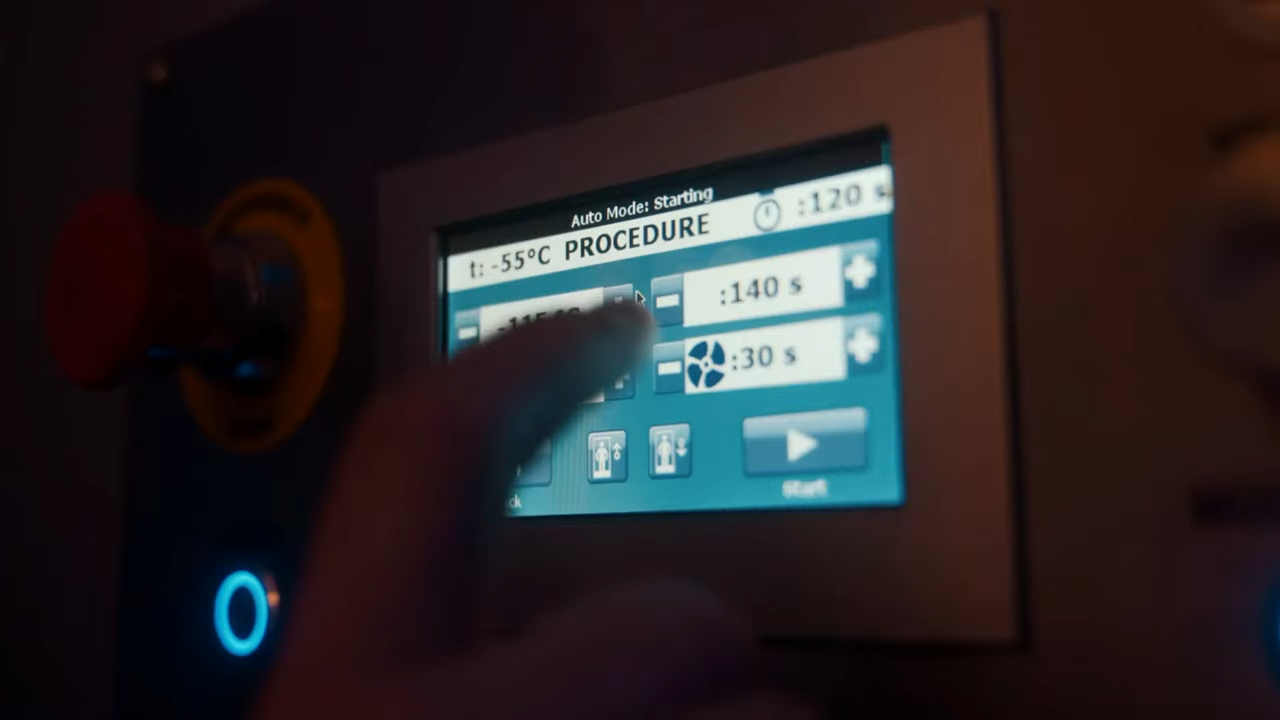 Auto Mode: Starting
t: -55°C PROCEDURE :120 s
:140 s
:30 s
Start